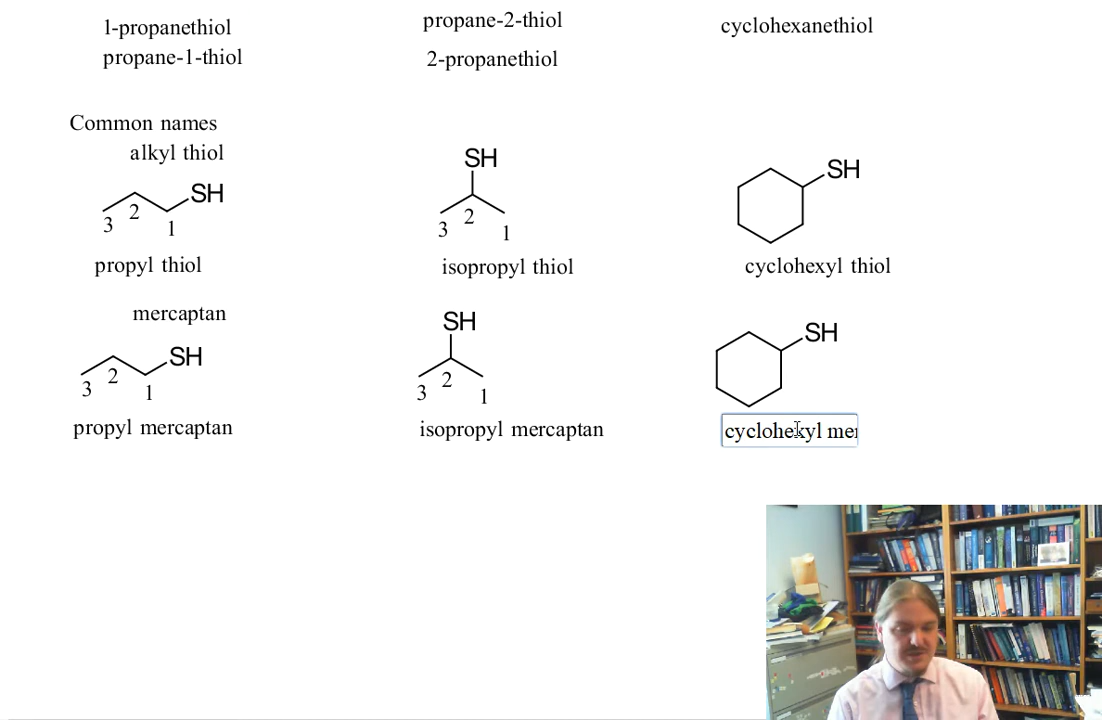 1-propanethiol
propane-2-thiol
cyclohexanethiol
propane-1-thiol
2-propanethiol
Common names
alkyl thiol
SH
SH
SH
3 2 1
3 2 1
propyl thiol
isopropyl thiol
cyclohexyl thiol
mercaptan
SH
SH
SH
3 2 1
3 2 1
propyl mercaptan
isopropyl mercaptan
cyclohexyl mer